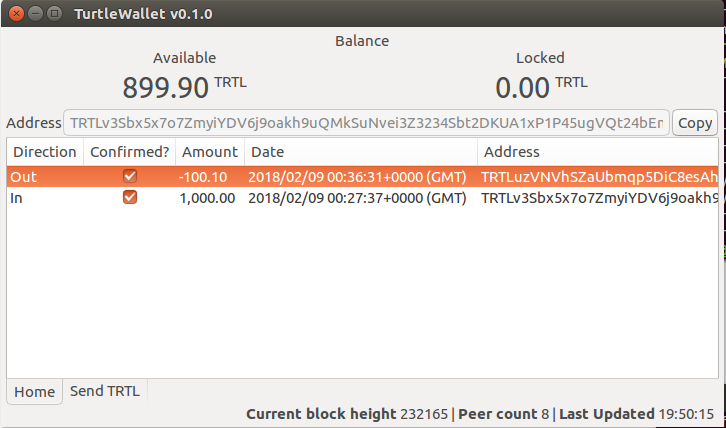 TurtleWallet v0.1.0
Balance
Available Locked
899.90 TRTL 0.00 TRTL
Address TRTLv3Sbx5x7o7ZmyiYDV6j9oakh9uQMkSuNvei3Z3234Sbt2DKUA1xP1P45ugVQt24bEr Copy
Direction Confirmed? Amount Date Address
Out -100.10 2018/02/09 00:36:31+0000 (GMT) TRTLuzVNVhSZaUbmqp5DiC8esAh
In 1,000.00 2018/02/09 00:27:37+0000 (GMT) TRTLv3Sbx5x7o7ZmyiYDV6j9oakh9
Home Send TRTL
Current block height 232165 | Peer count 8 | Last Updated 19:50:15